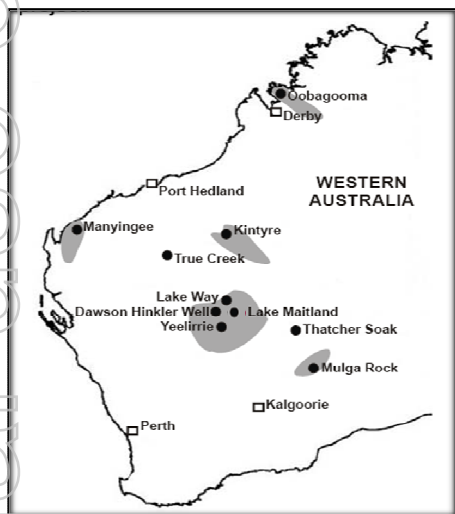 Oobagooma
Derby
Port Hedland
WESTERN
AUSTRALIA
Manyingee
Kintyre
True Creek
Lake Way
Dawson Hinkler Well
Lake Maitland
Yeelirrie
Thatcher Soak
Mulga Rock
Kalgoorie
Perth